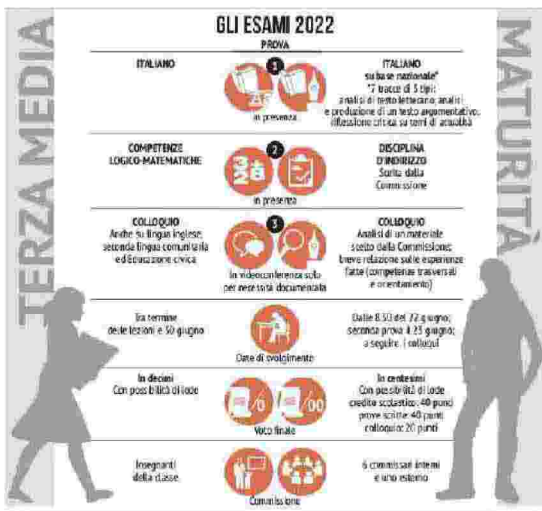 GLI ESAMI 2022
PROVA
TERZA MEDIA
MATURITÀ
ITALIANO
1
in presenza
ITALIANO
su base nazionale*
*7 tracce di 3 tipi:
analisi di testo letterario, analisi
e produzione di un testo argomentativo,
riflessione critica su temi di attualità
COMPETENZE
LOGICO-MATEMATICHE
2
in presenza
DISCIPLINA
D'INDIRIZZO
Scelta dalla
Commissione
COLLOQUIO
Anche su lingua inglese,
seconda lingua comunitaria
ed Educazione civica
3
In videoconferenza solo
per necessità documentata
COLLOQUIO
Analisi di un materiale
scelto dalla Commissione;
breve relazione sulle esperienze
fatte (competenze trasversali
e orientamento)
Tra termine
delle lezioni e 30 giugno
Date di svolgimento
Dalle 8.30 del 22 giugno;
seconda prova il 23 giugno;
a seguire, i colloqui
In decimi
Con possibilità di lode
/0
/00
Voto finale
In centesimi
Con possibilità di lode
credito scolastico: 40 punti
prove scritte: 40 punti
colloquio: 20 punti
Insegnanti
della classe
Commissione
6 commissari interni
e uno esterno